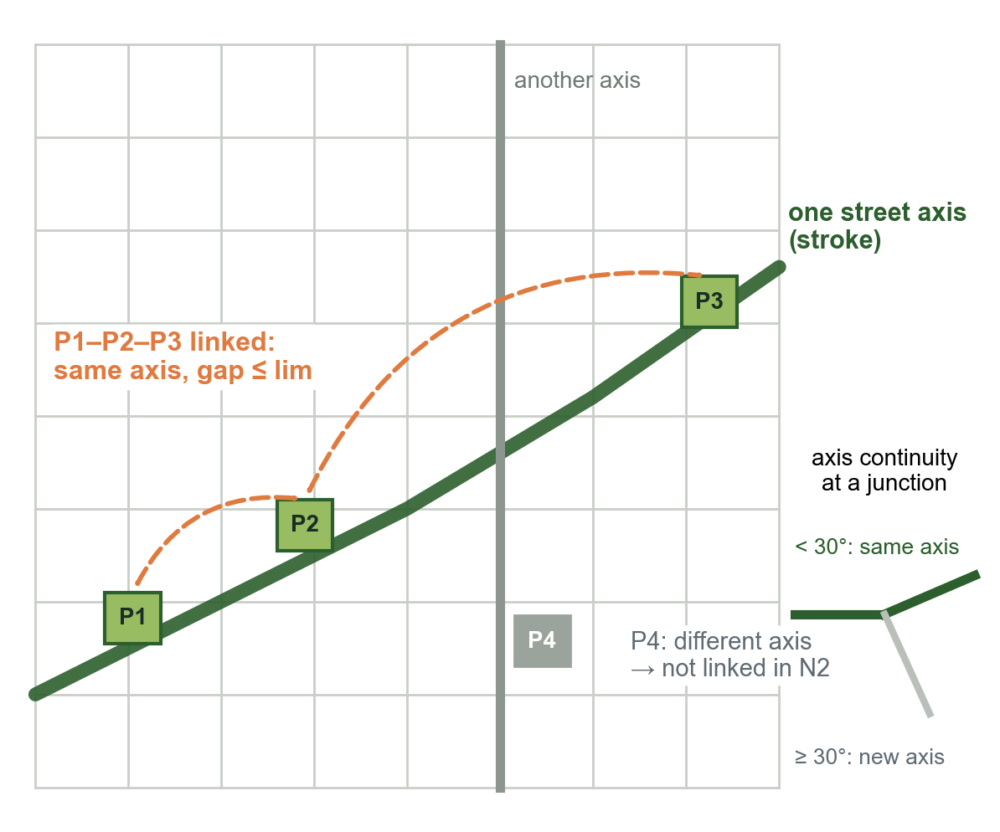 another axis
one street axis
(stroke)
P3
P1–P2–P3 linked:
same axis, gap ≤ lim
axis continuity
at a junction
P2
< 30°: same axis
P1
P4
P4: different axis
→ not linked in N2
≥ 30°: new axis